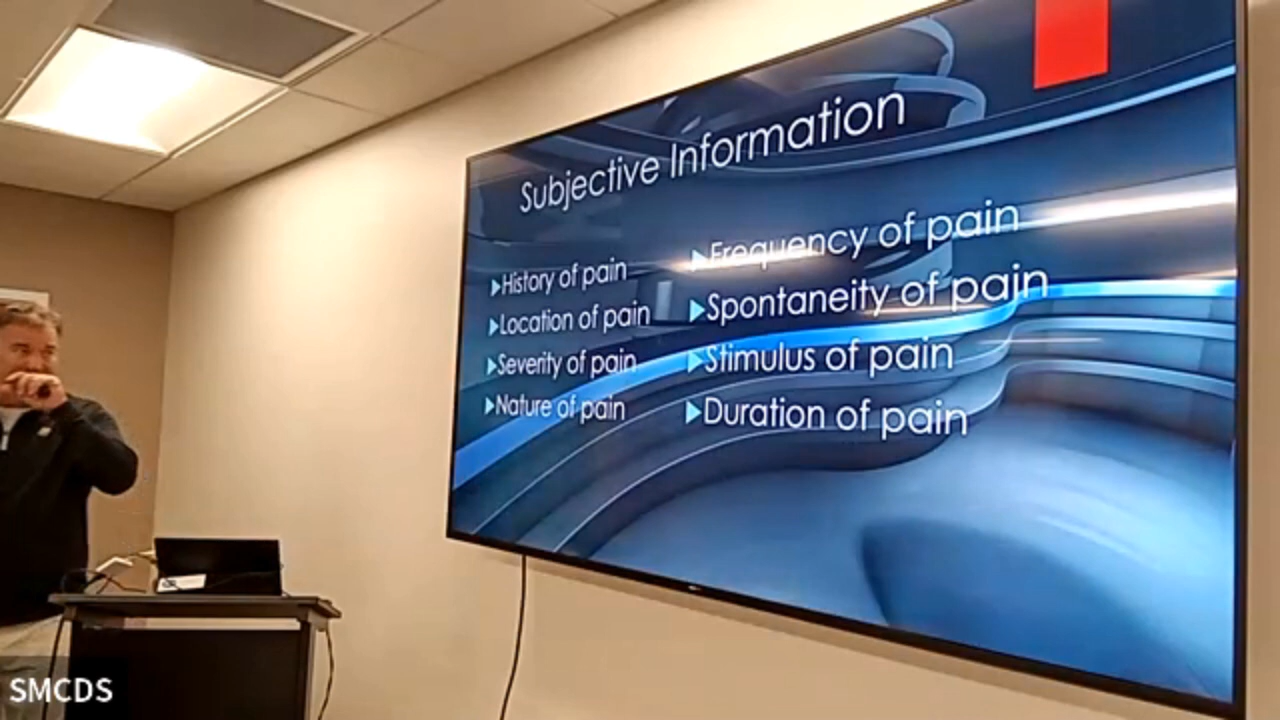 Subjective Information
▶History of pain
▶Location of pain
▶Severity of pain
▶Nature of pain
▶Frequency of pain
▶Spontaneity of pain
▶Stimulus of pain
▶Duration of pain
SMCDS